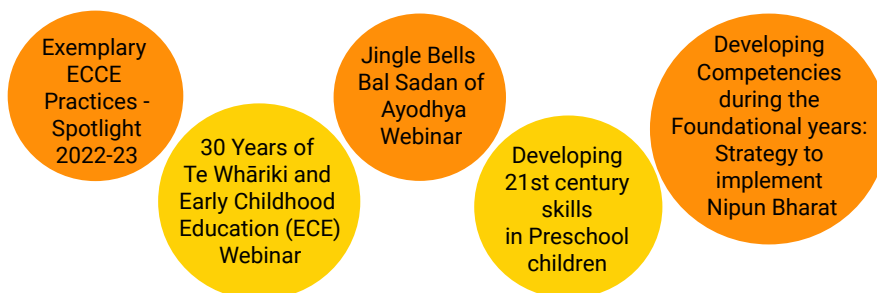 Exemplary
ECCE
Practices -
Spotlight
2022-23
30 Years of
Te Whāriki and
Early Childhood
Education (ECE)
Webinar
Jingle Bells
Bal Sadan of
Ayodhya
Webinar
Developing
21st century
skills
in Preschool
children
Developing
Competencies
during the
Foundational years:
Strategy to
implement
Nipun Bharat